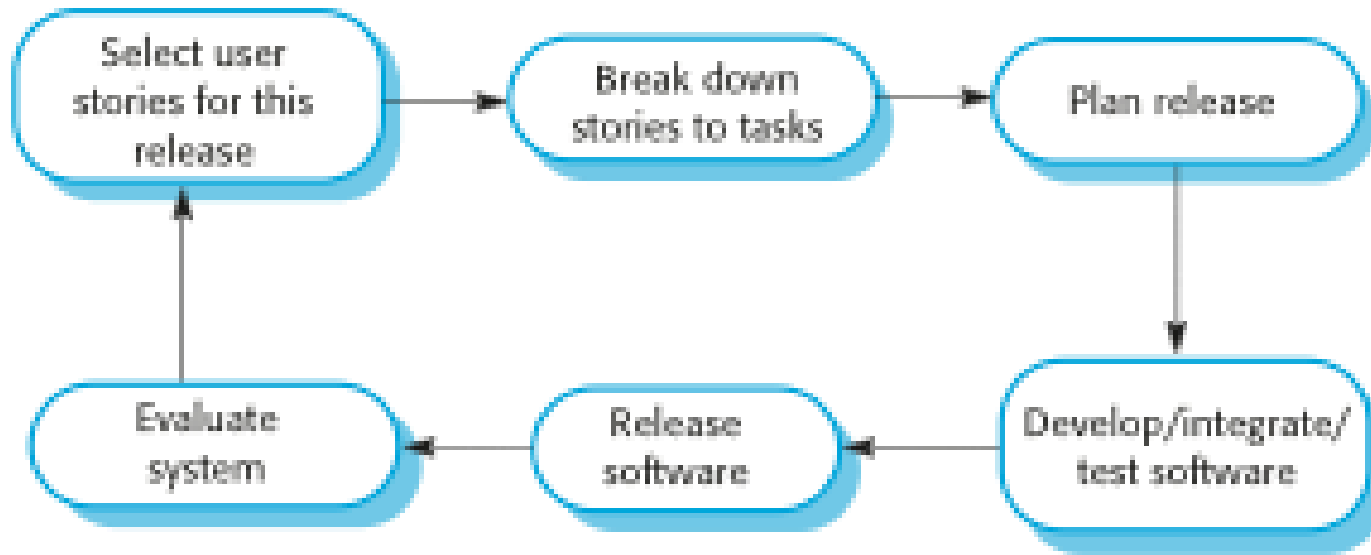 Select user
stories for this
release
Break down
stories to tasks
Plan release
Evaluate
system
Release
software
Develop/integrate/
test software